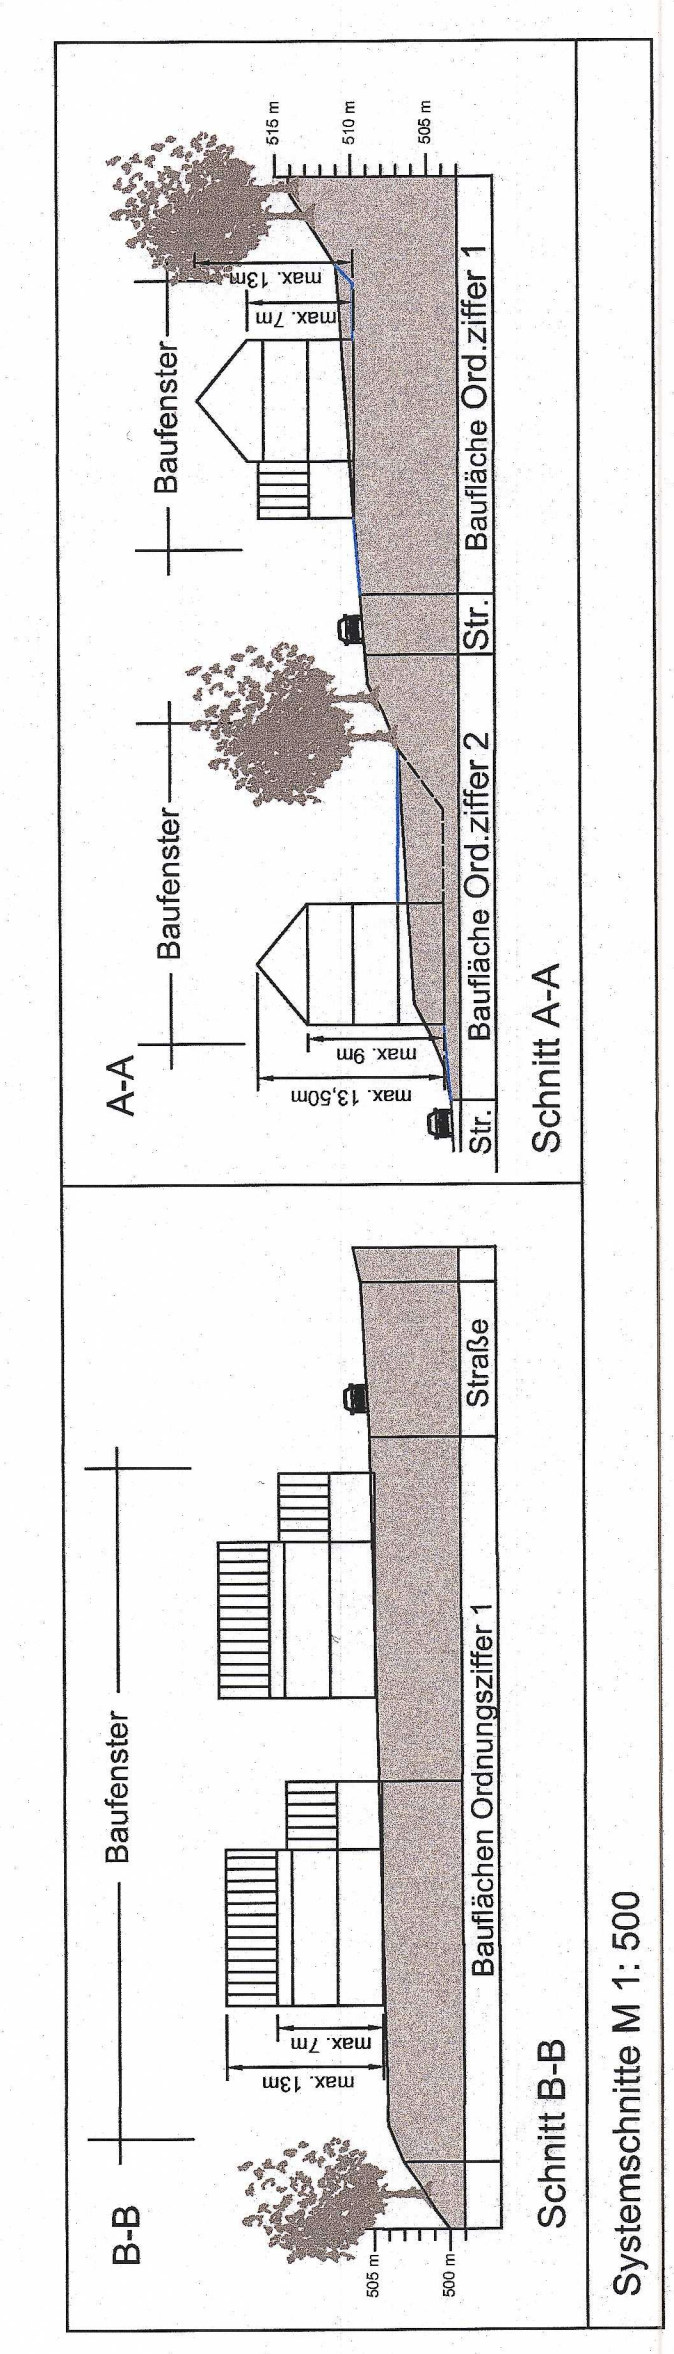 B-B
Baufenster
max. 13m
max. 7m
505 m
500 m
Bauflächen Ordnungsziffer 1
Straße
Schnitt B-B
A-A
Baufenster
Baufenster
max. 13,50m
max. 9m
max. 7m
max. 13m
515 m
510 m
505 m
Str.
Baufläche Ord.ziffer 2
Str.
Baufläche Ord.ziffer 1
Schnitt A-A
Systemschnitte M 1: 500